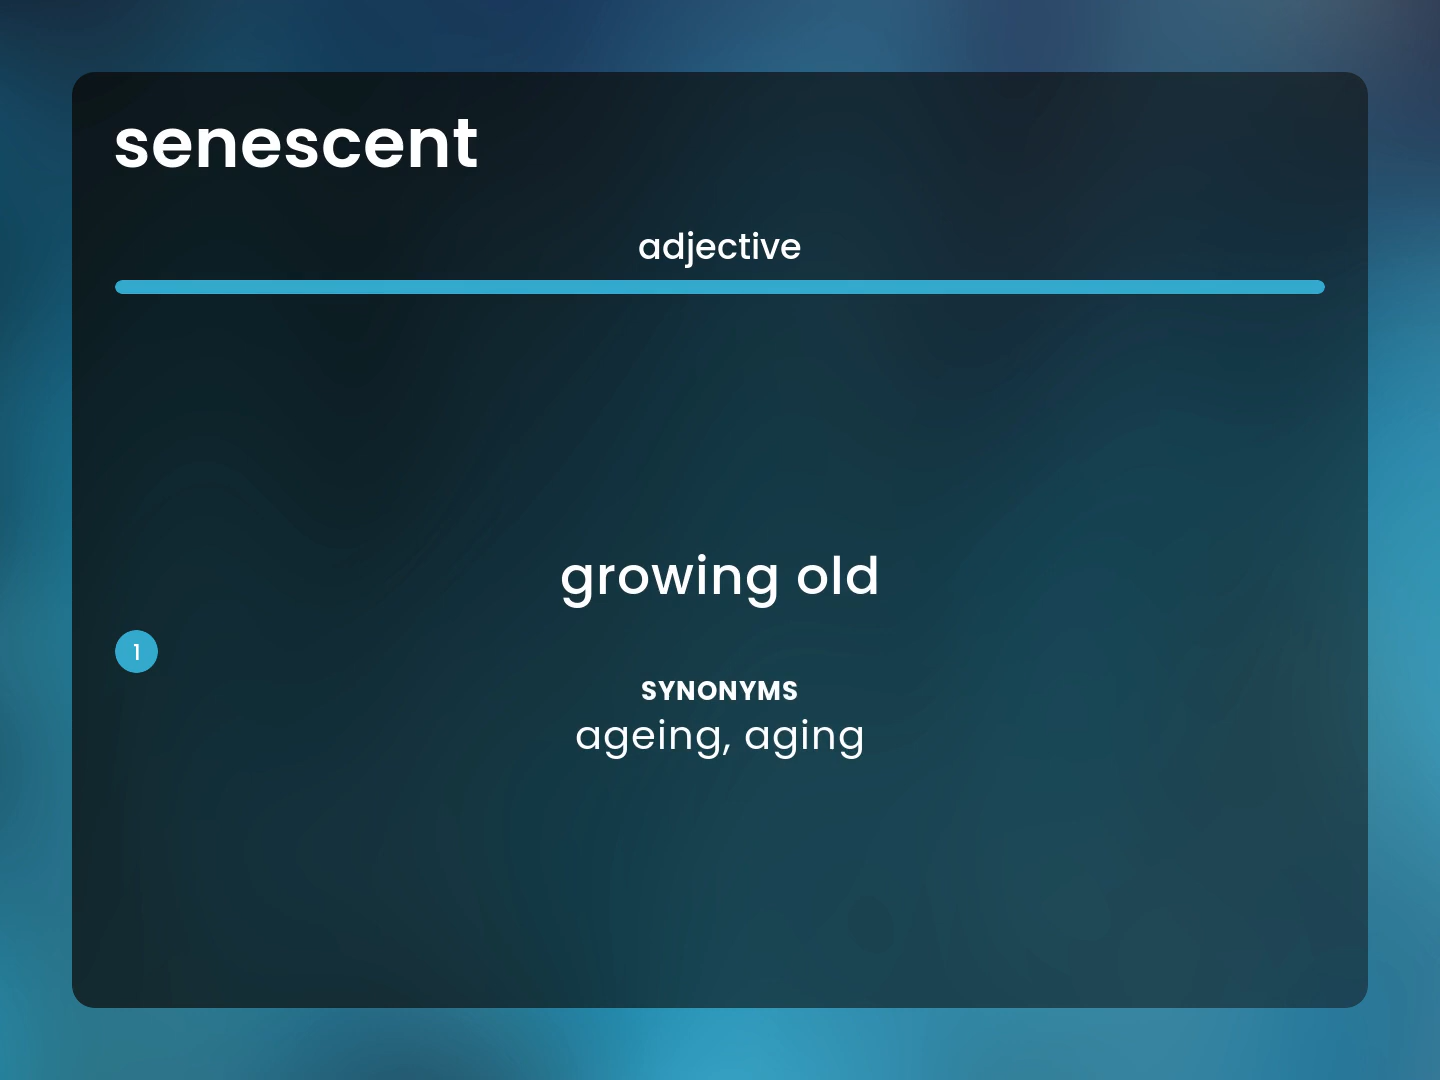 senescent
adjective
growing old
1
SYNONYMS
ageing, aging